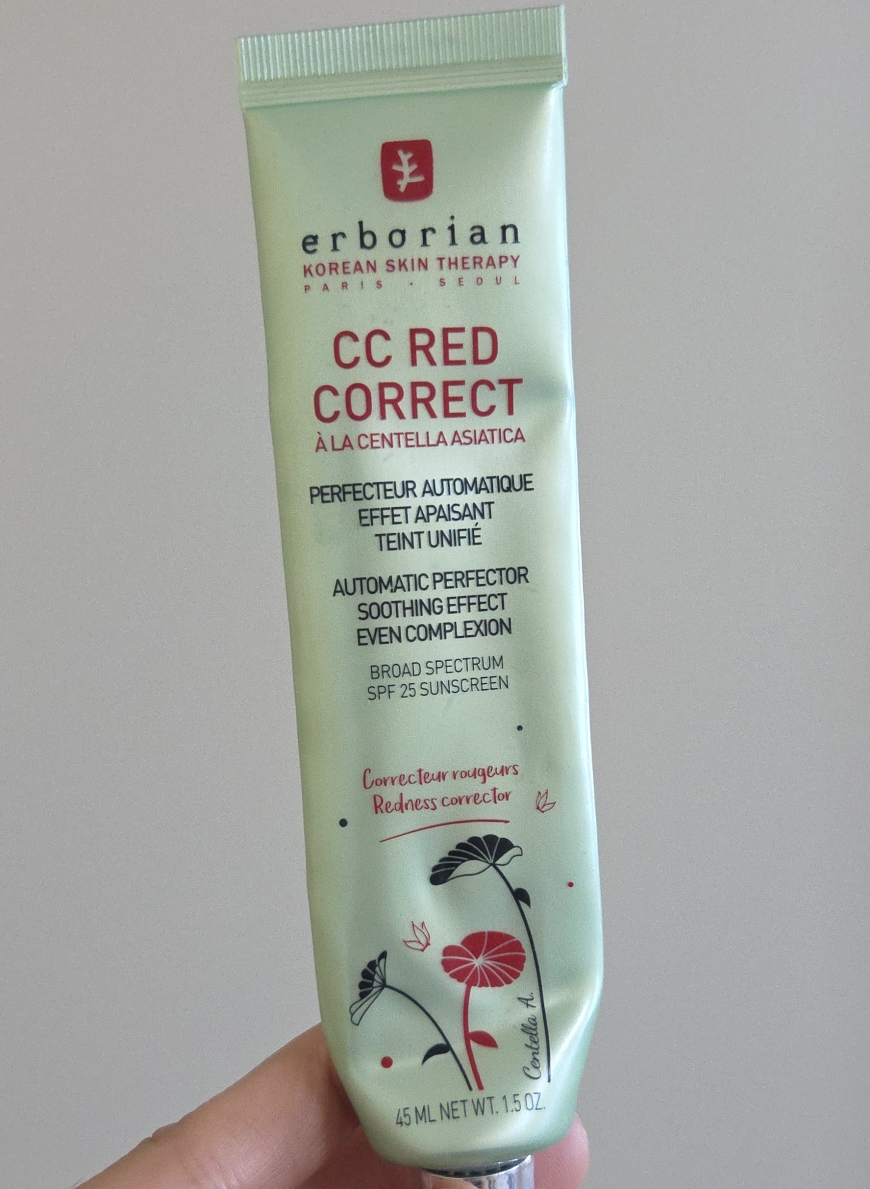 erborian
KOREAN SKIN THERAPY
PARIS · SEOUL
CC RED
CORRECT
À LA CENTELLA ASIATICA
PERFECTEUR AUTOMATIQUE
EFFET APAISANT
TEINT UNIFIÉ
AUTOMATIC PERFECTOR
SOOTHING EFFECT
EVEN COMPLEXION
BROAD SPECTRUM
SPF 25 SUNSCREEN
Correcteur rougeurs
Redness corrector
Centella A.
45 ML NET WT. 1.5 OZ.